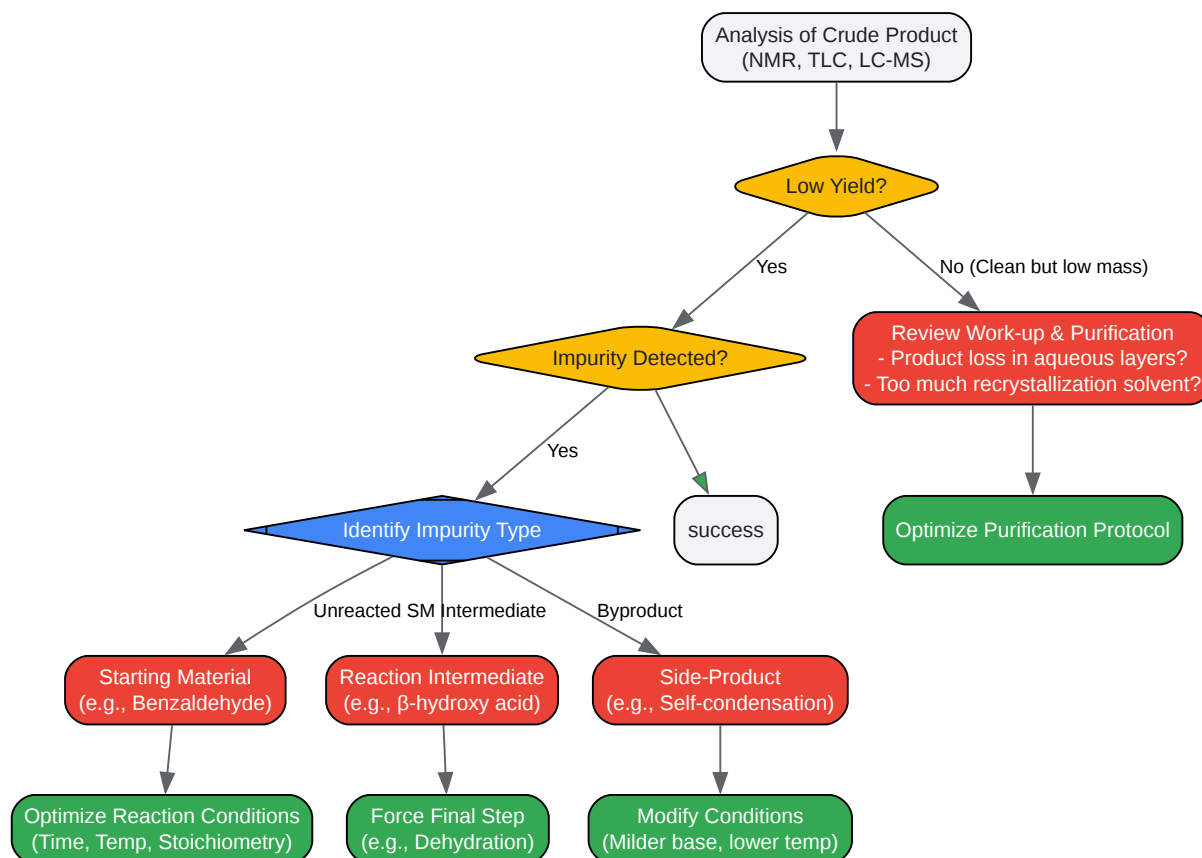 Analysis of Crude Product
(NMR, TLC, LC-MS)
Low Yield?
Yes
No (Clean but low mass)
Impurity Detected?
Review Work-up & Purification
- Product loss in aqueous layers?
- Too much recrystallization solvent?
Yes
Identify Impurity Type
success
Optimize Purification Protocol
Unreacted SM
Intermediate
Byproduct
Starting Material
(e.g., Benzaldehyde)
Reaction Intermediate
(e.g., β-hydroxy acid)
Side-Product
(e.g., Self-condensation)
Optimize Reaction Conditions
(Time, Temp, Stoichiometry)
Force Final Step
(e.g., Dehydration)
Modify Conditions
(Milder base, lower temp)